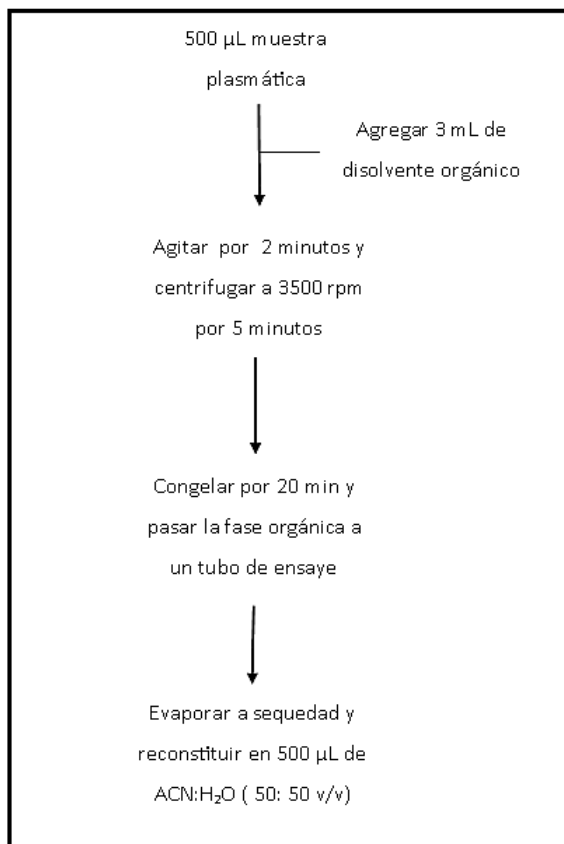 500 µL muestra
plasmática
Agregar 3 mL de
disolvente orgánico
Agitar por 2 minutos y
centrifugar a 3500 rpm
por 5 minutos
Congelar por 20 min y
pasar la fase orgánica a
un tubo de ensaye
Evaporar a sequedad y
reconstituir en 500 µL de
ACN:H₂O ( 50: 50 v/v)